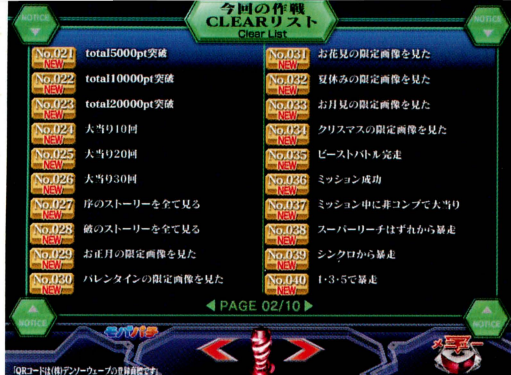 今回の作戦
CLEARリスト
Clear List
NOTICE
NOTICE
No.021 NEW total5000pt突破
No.022 NEW total10000pt突破
No.023 NEW total20000pt突破
No.024 NEW 大当り10回
No.025 NEW 大当り20回
No.026 NEW 大当り30回
No.027 NEW 序のストーリーを全て見る
No.028 NEW 破のストーリーを全て見る
No.029 NEW お正月の限定画像を見た
No.030 NEW バレンタインの限定画像を見た
No.031 NEW お花見の限定画像を見た
No.032 NEW 夏休みの限定画像を見た
No.033 NEW お月見の限定画像を見た
No.034 NEW クリスマスの限定画像を見た
No.035 NEW ビーストバトル完走
No.036 NEW ミッション成功
No.037 NEW ミッション中に非コンプで大当り
No.038 NEW スーパーリーチはずれから暴走
No.039 NEW シンクロから暴走
No.040 NEW 1・3・5で暴走
PAGE 02/10
NOTICE
NOTICE
モバパチ
メニュー
「QRコードは(株)デンソーウェーブの登録商標です」